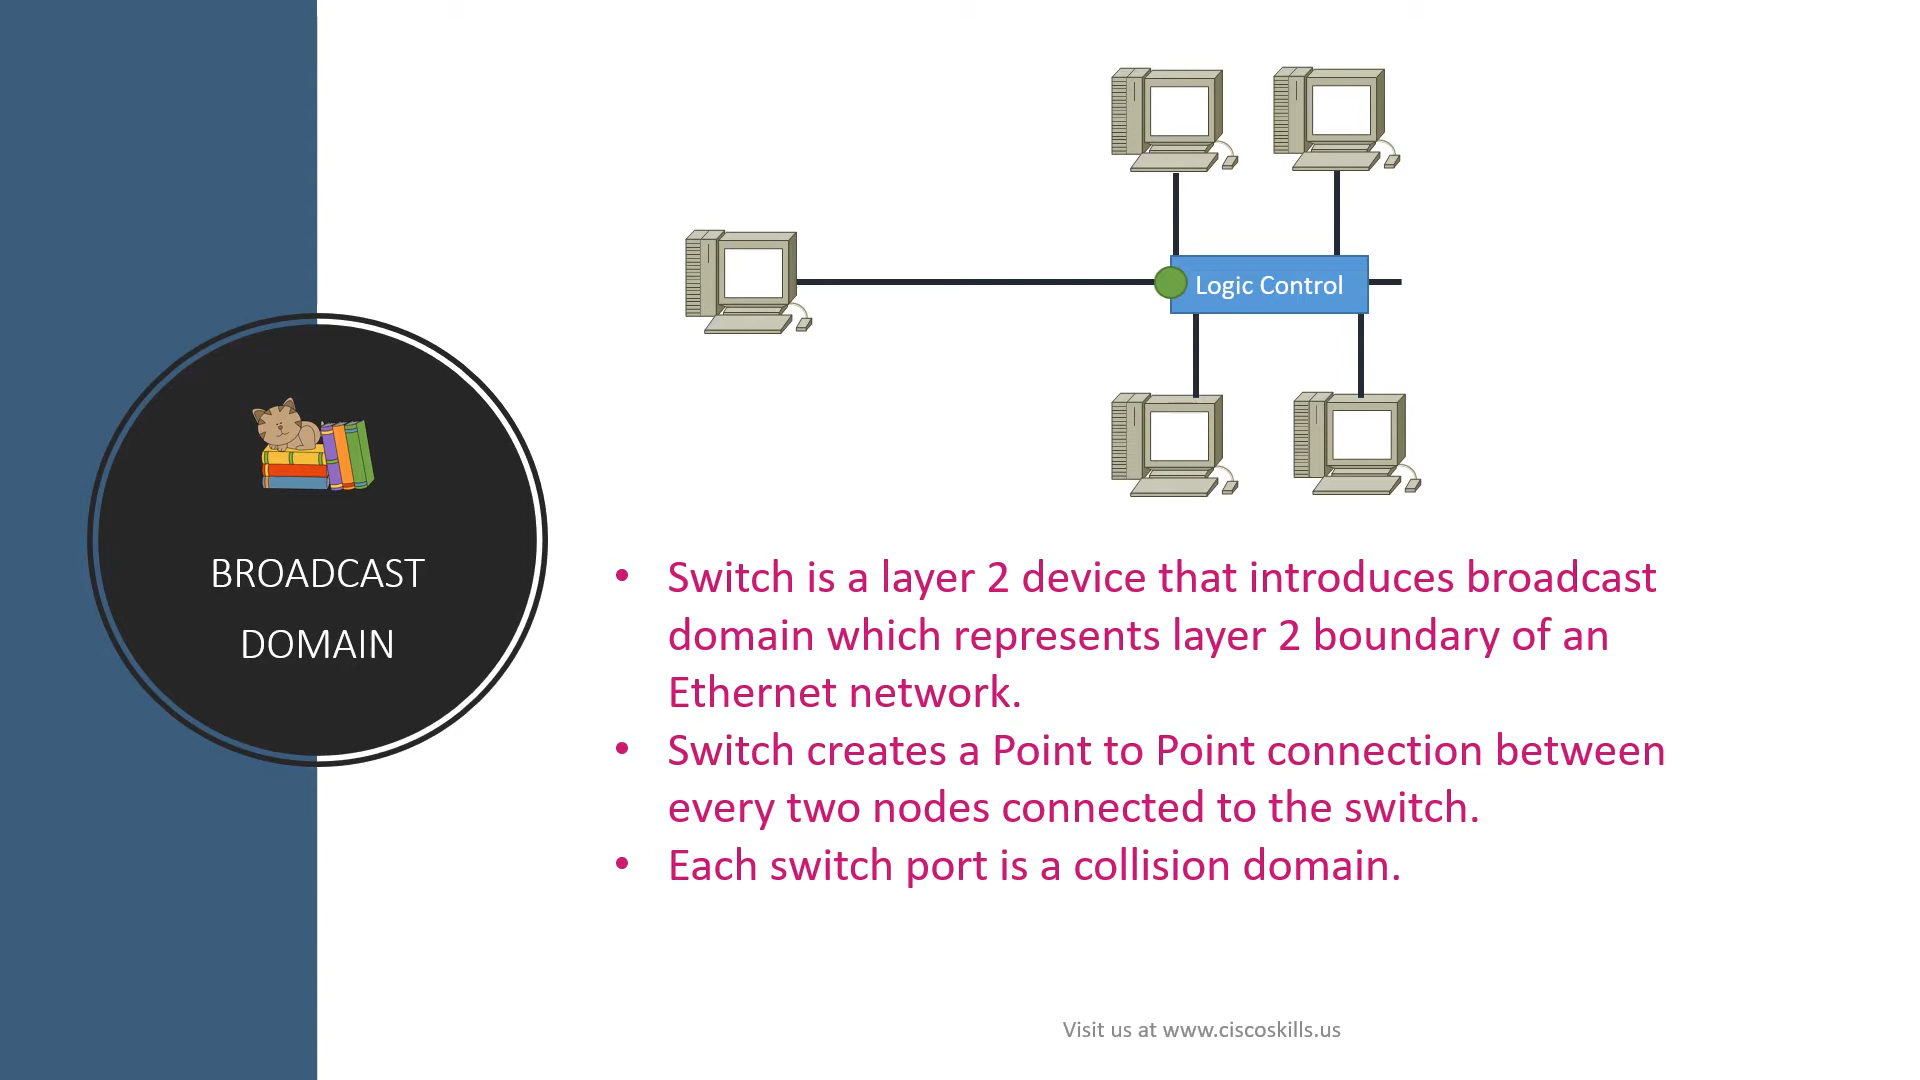 Logic Control
BROADCAST
DOMAIN
• Switch is a layer 2 device that introduces broadcast
domain which represents layer 2 boundary of an
Ethernet network.
• Switch creates a Point to Point connection between
every two nodes connected to the switch.
• Each switch port is a collision domain.
Visit us at www.ciscoskills.us